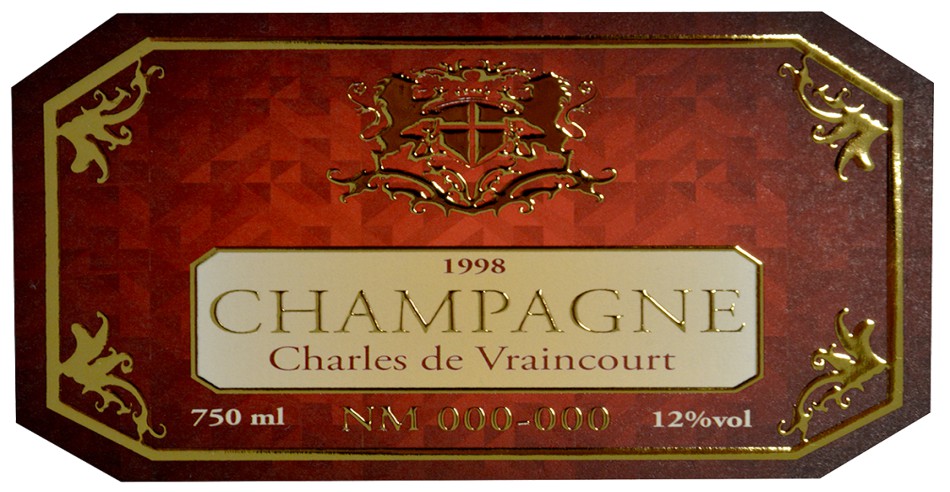 1998
CHAMPAGNE
Charles de Vraincourt
750 ml NM 000-000 12%vol